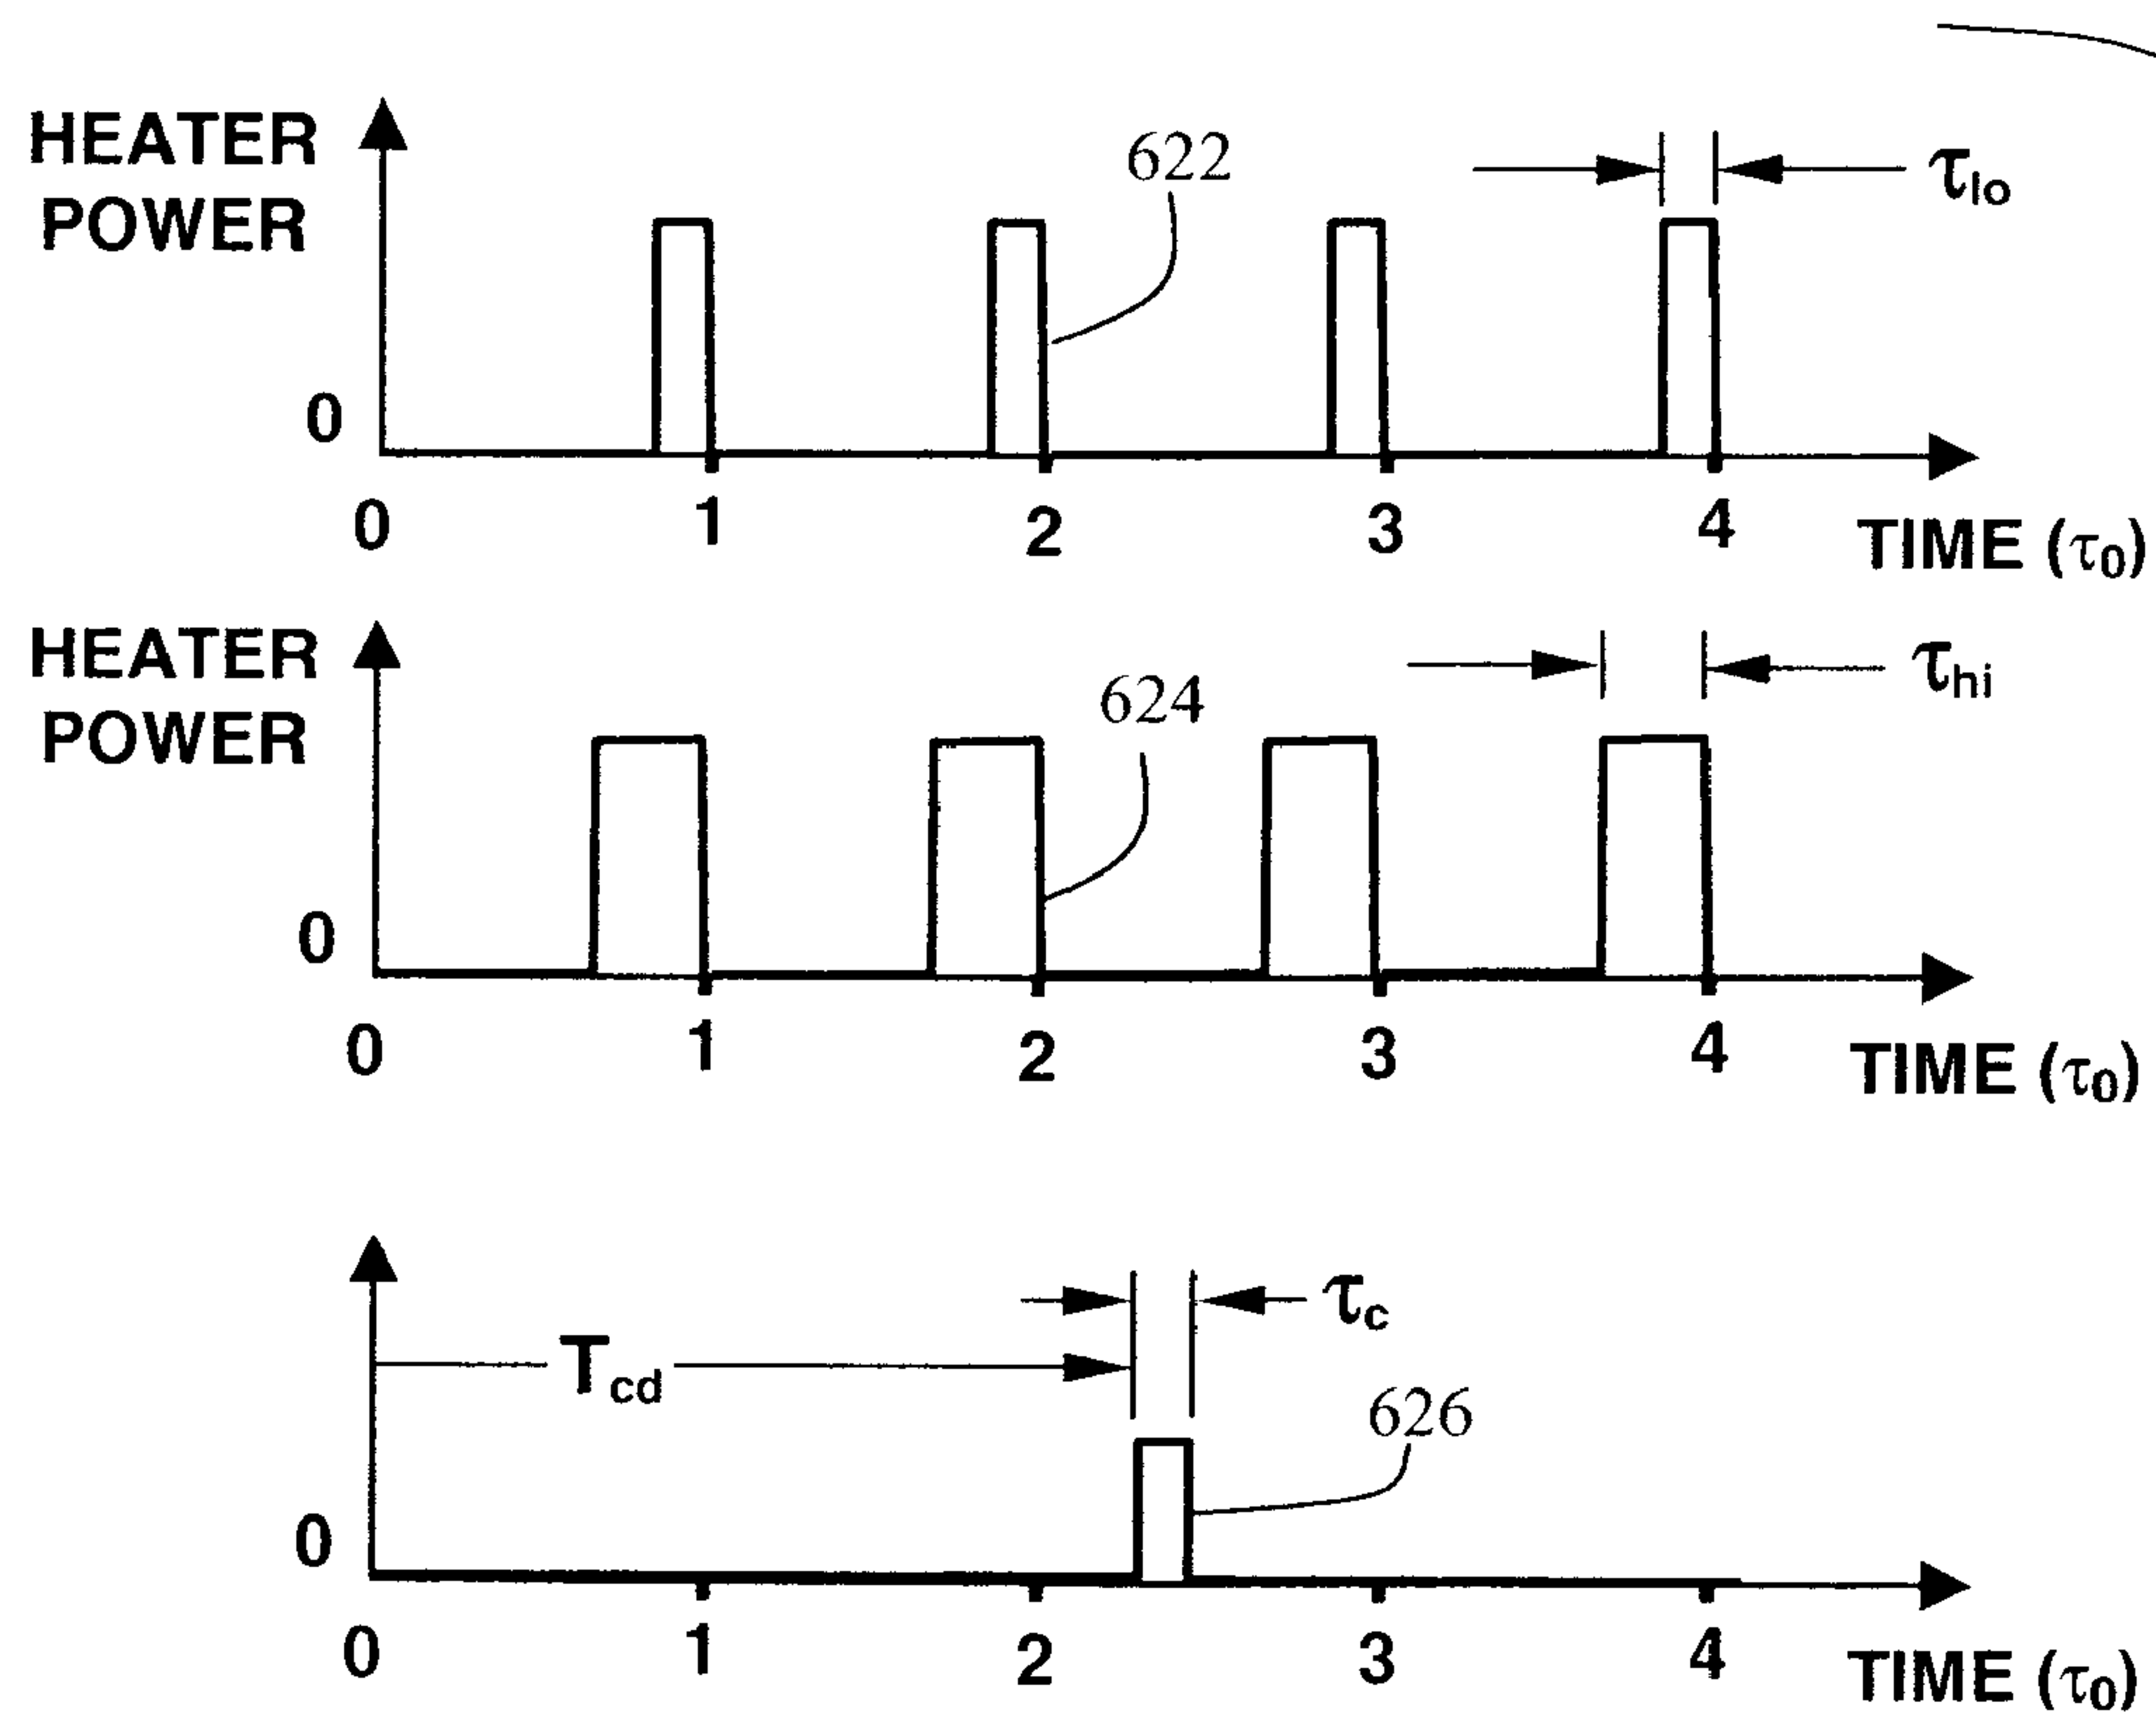 HEATER
POWER
622
τlo
0
0 1 2 3 4 TIME (τ0)
HEATER
POWER
624
τhi
0
0 1 2 3 4 TIME (τ0)
τc
Tcd
626
0
0 1 2 3 4 TIME (τ0)